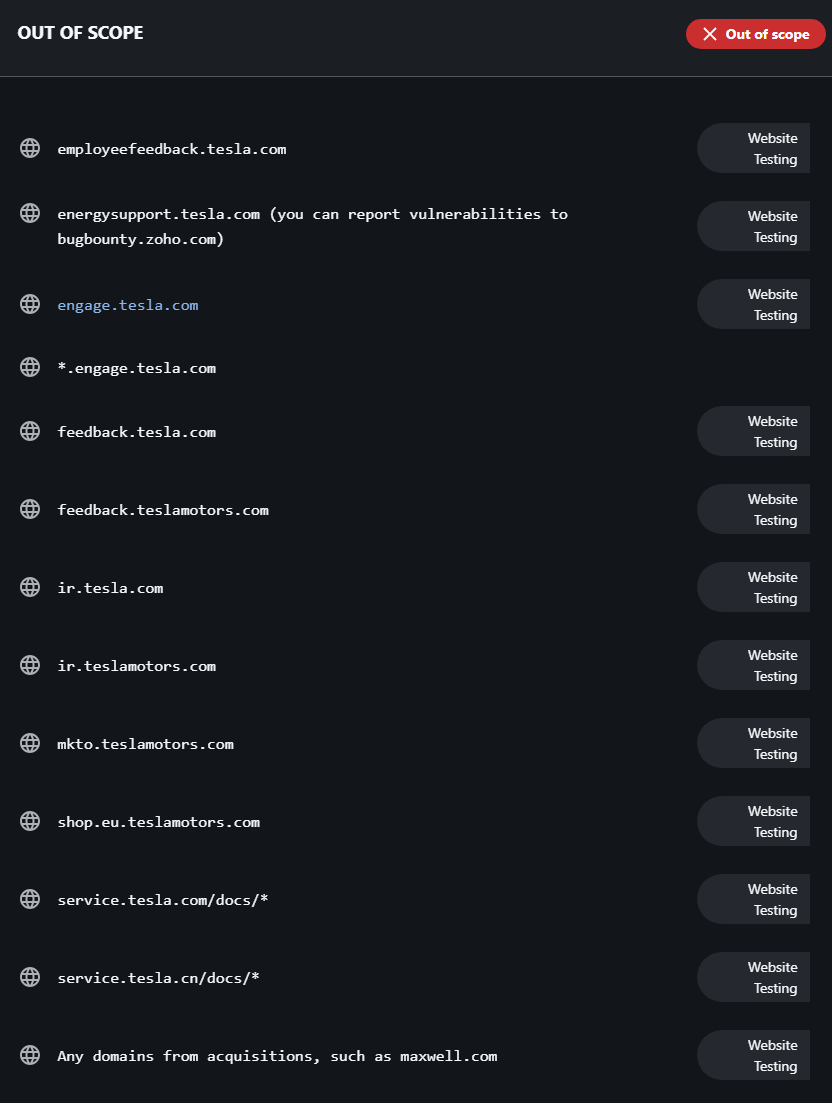 OUT OF SCOPE
Out of scope
employeefeedback.tesla.com
Website
Testing
energysupport.tesla.com (you can report vulnerabilities to
bugbounty.zoho.com)
Website
Testing
engage.tesla.com
Website
Testing
*.engage.tesla.com
feedback.tesla.com
Website
Testing
feedback.teslamotors.com
Website
Testing
ir.tesla.com
Website
Testing
ir.teslamotors.com
Website
Testing
mkto.teslamotors.com
Website
Testing
shop.eu.teslamotors.com
Website
Testing
service.tesla.com/docs/*
Website
Testing
service.tesla.cn/docs/*
Website
Testing
Any domains from acquisitions, such as maxwell.com
Website
Testing